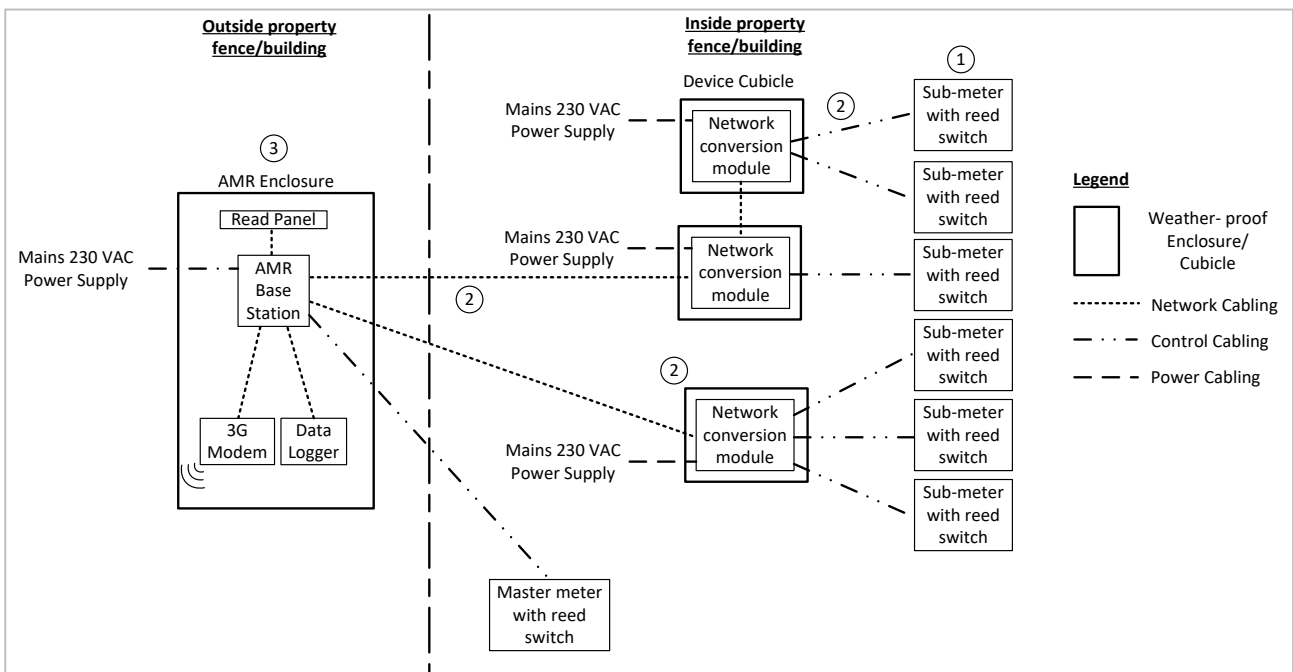 Outside property
fence/building
Inside property
fence/building
3
AMR Enclosure
Read Panel
Mains 230 VAC
Power Supply
AMR
Base
Station
3G
Modem
Data
Logger
2
Device Cubicle
Mains 230 VAC
Power Supply
Network
conversion
module
2
1
Sub-meter
with reed
switch
Sub-meter
with reed
switch
Mains 230 VAC
Power Supply
Network
conversion
module
Sub-meter
with reed
switch
2
Mains 230 VAC
Power Supply
Network
conversion
module
Sub-meter
with reed
switch
Sub-meter
with reed
switch
Sub-meter
with reed
switch
Master meter
with reed
switch
Legend
Weather- proof
Enclosure/
Cubicle
Network Cabling
Control Cabling
Power Cabling